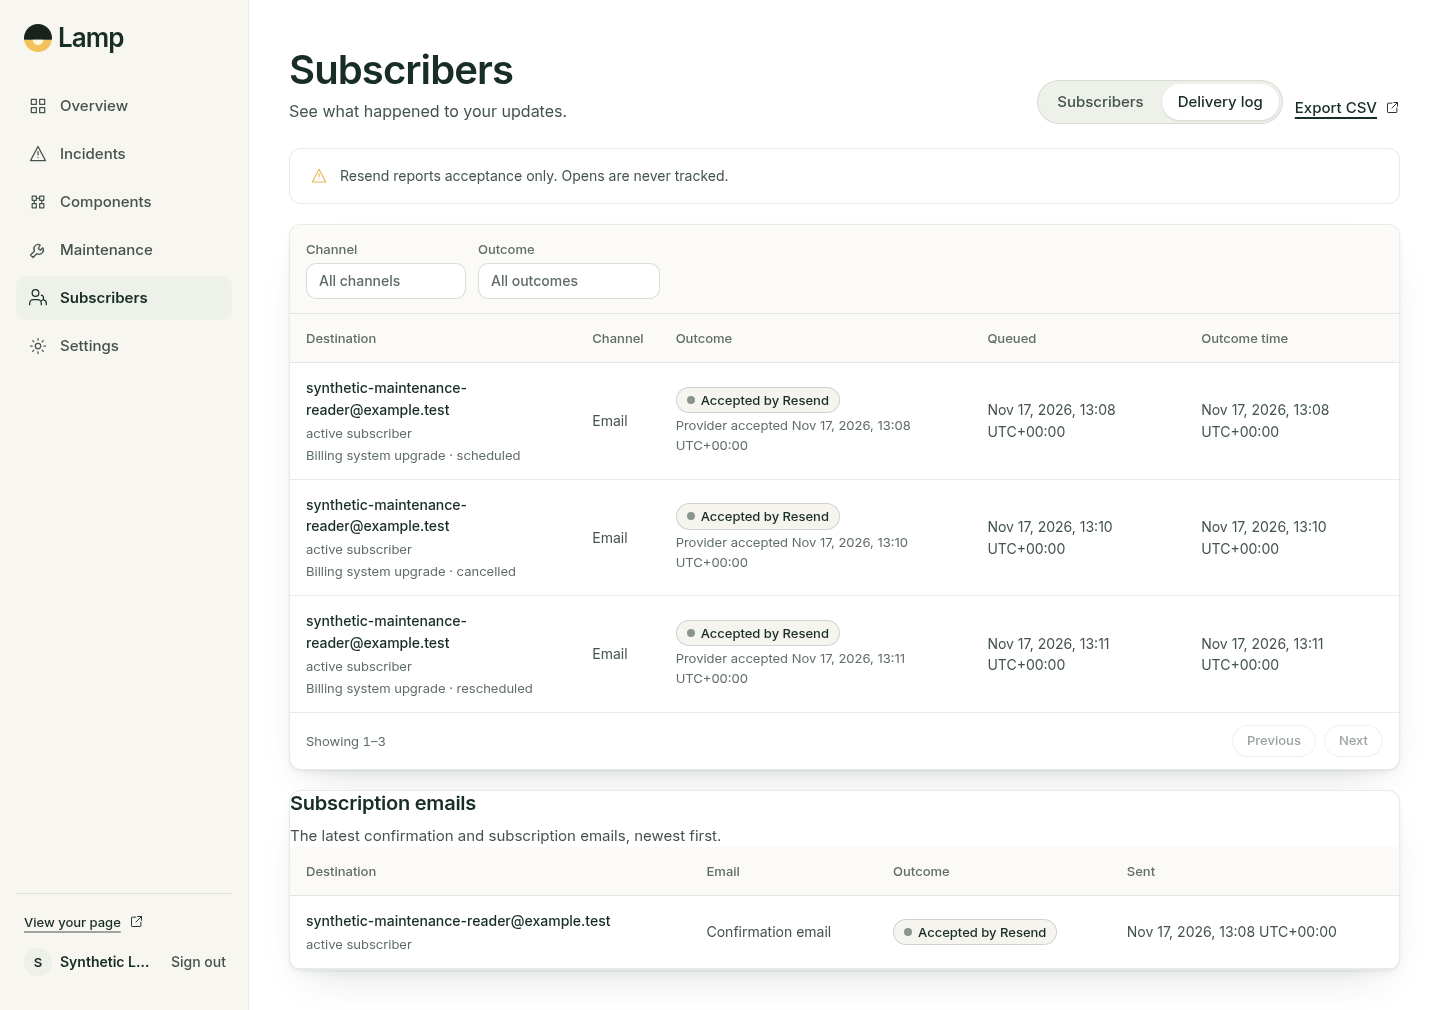 Lamp
Overview
Incidents
Components
Maintenance
Subscribers
Settings
View your page
S Synthetic L... Sign out
Subscribers
See what happened to your updates.
Subscribers Delivery log Export CSV
Resend reports acceptance only. Opens are never tracked.
Channel Outcome
All channels All outcomes
Destination Channel Outcome Queued Outcome time
synthetic-maintenance-
reader@example.test
active subscriber
Billing system upgrade · scheduled
Email
Accepted by Resend
Provider accepted Nov 17, 2026, 13:08
UTC+00:00
Nov 17, 2026, 13:08
UTC+00:00
Nov 17, 2026, 13:08
UTC+00:00
synthetic-maintenance-
reader@example.test
active subscriber
Billing system upgrade · cancelled
Email
Accepted by Resend
Provider accepted Nov 17, 2026, 13:10
UTC+00:00
Nov 17, 2026, 13:10
UTC+00:00
Nov 17, 2026, 13:10
UTC+00:00
synthetic-maintenance-
reader@example.test
active subscriber
Billing system upgrade · rescheduled
Email
Accepted by Resend
Provider accepted Nov 17, 2026, 13:11
UTC+00:00
Nov 17, 2026, 13:11
UTC+00:00
Nov 17, 2026, 13:11
UTC+00:00
Showing 1–3 Previous Next
Subscription emails
The latest confirmation and subscription emails, newest first.
Destination Email Outcome Sent
synthetic-maintenance-reader@example.test
active subscriber
Confirmation email
Accepted by Resend
Nov 17, 2026, 13:08 UTC+00:00